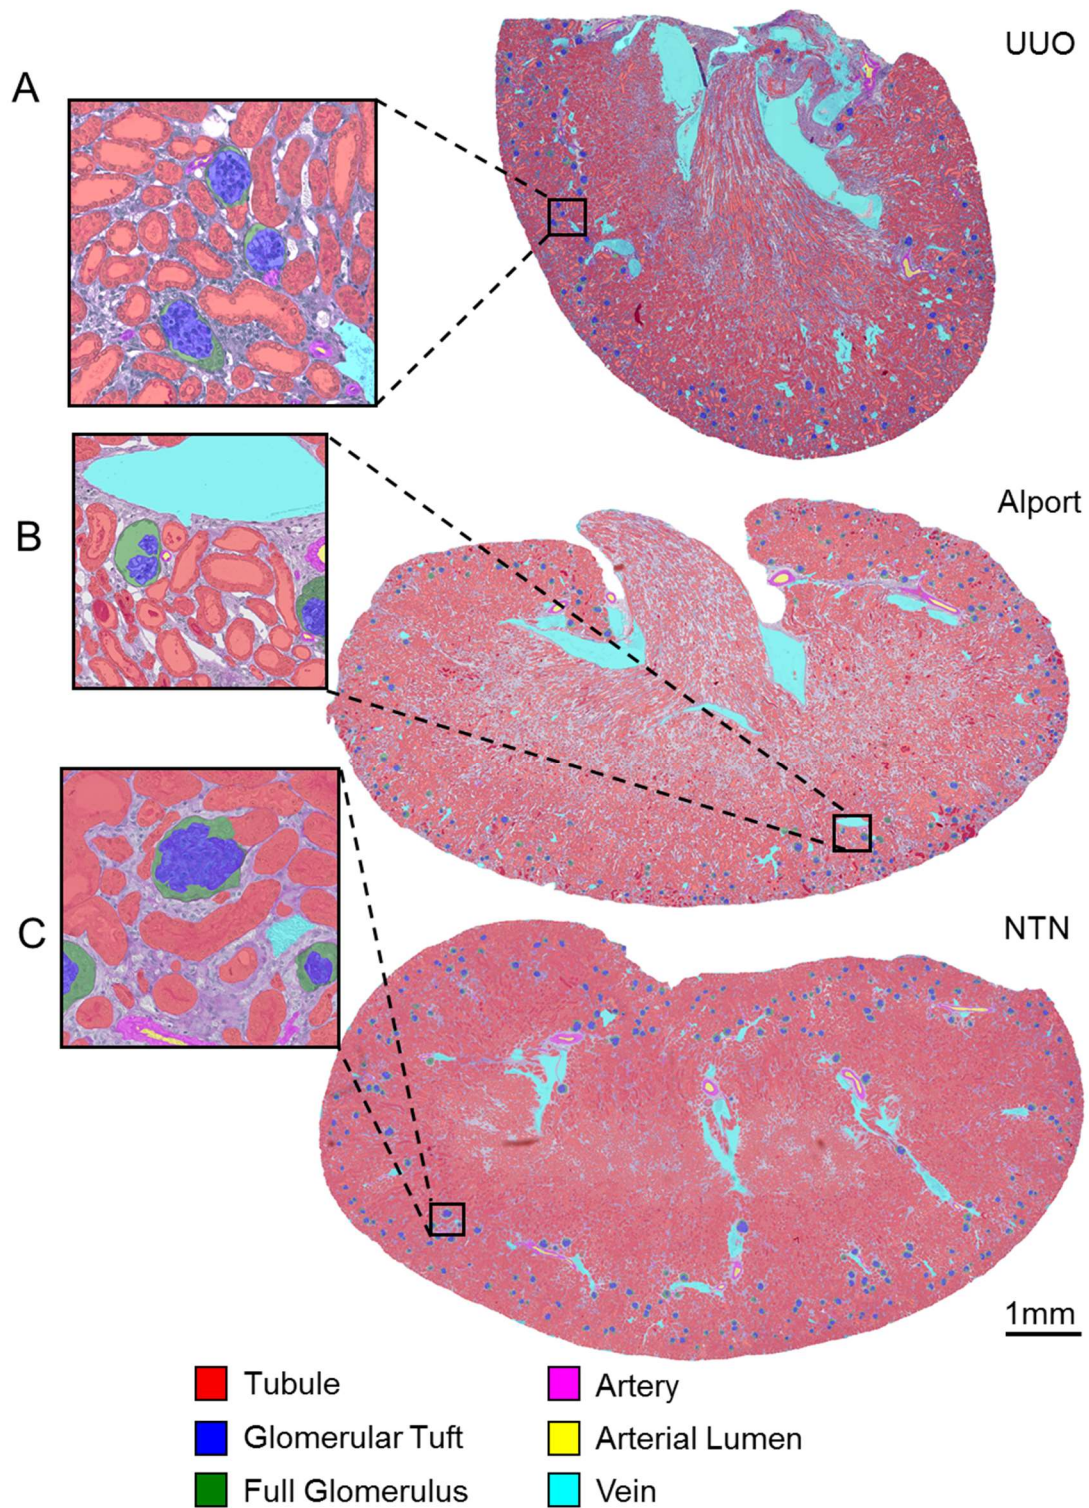 UUO
A
Alport
B
NTN
C
1mm
Tubule
Artery
Glomerular Tuft
Arterial Lumen
Full Glomerulus
Vein